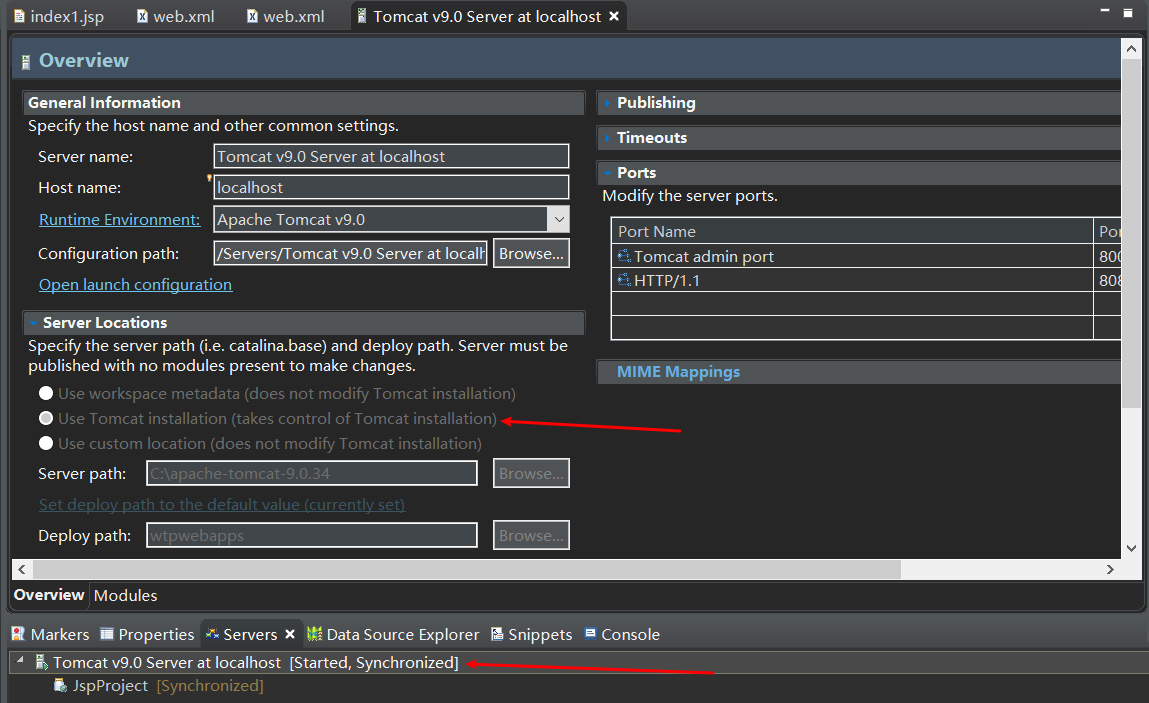 index1.jsp
web.xml
web.xml
Tomcat v9.0 Server at localhost
Overview
General Information
Specify the host name and other common settings.
Server name:
Tomcat v9.0 Server at localhost
Host name:
localhost
Runtime Environment:
Apache Tomcat v9.0
Configuration path:
/Servers/Tomcat v9.0 Server at localh
Browse...
Open launch configuration
Server Locations
Specify the server path (i.e. catalina.base) and deploy path. Server must be
published with no modules present to make changes.
Use workspace metadata (does not modify Tomcat installation)
Use Tomcat installation (takes control of Tomcat installation)
Use custom location (does not modify Tomcat installation)
Server path:
C:\apache-tomcat-9.0.34
Browse...
Set deploy path to the default value (currently set)
Deploy path:
wtpwebapps
Browse...
Publishing
Timeouts
Ports
Modify the server ports.
Port Name
Por
Tomcat admin port
800
HTTP/1.1
808
MIME Mappings
Overview
Modules
Markers
Properties
Servers
Data Source Explorer
Snippets
Console
Tomcat v9.0 Server at localhost [Started, Synchronized]
JspProject [Synchronized]